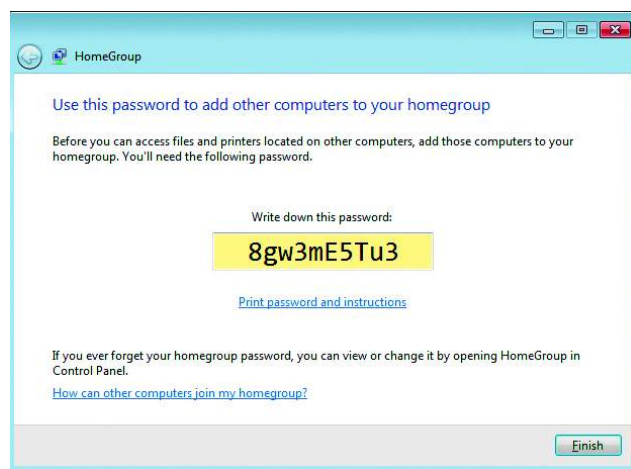 HomeGroup
Use this password to add other computers to your homegroup
Before you can access files and printers located on other computers, add those computers to your
homegroup. You'll need the following password.
Write down this password:
8gw3mE5Tu3
Print password and instructions
If you ever forget your homegroup password, you can view or change it by opening HomeGroup in
Control Panel.
How can other computers join my homegroup?
Finish